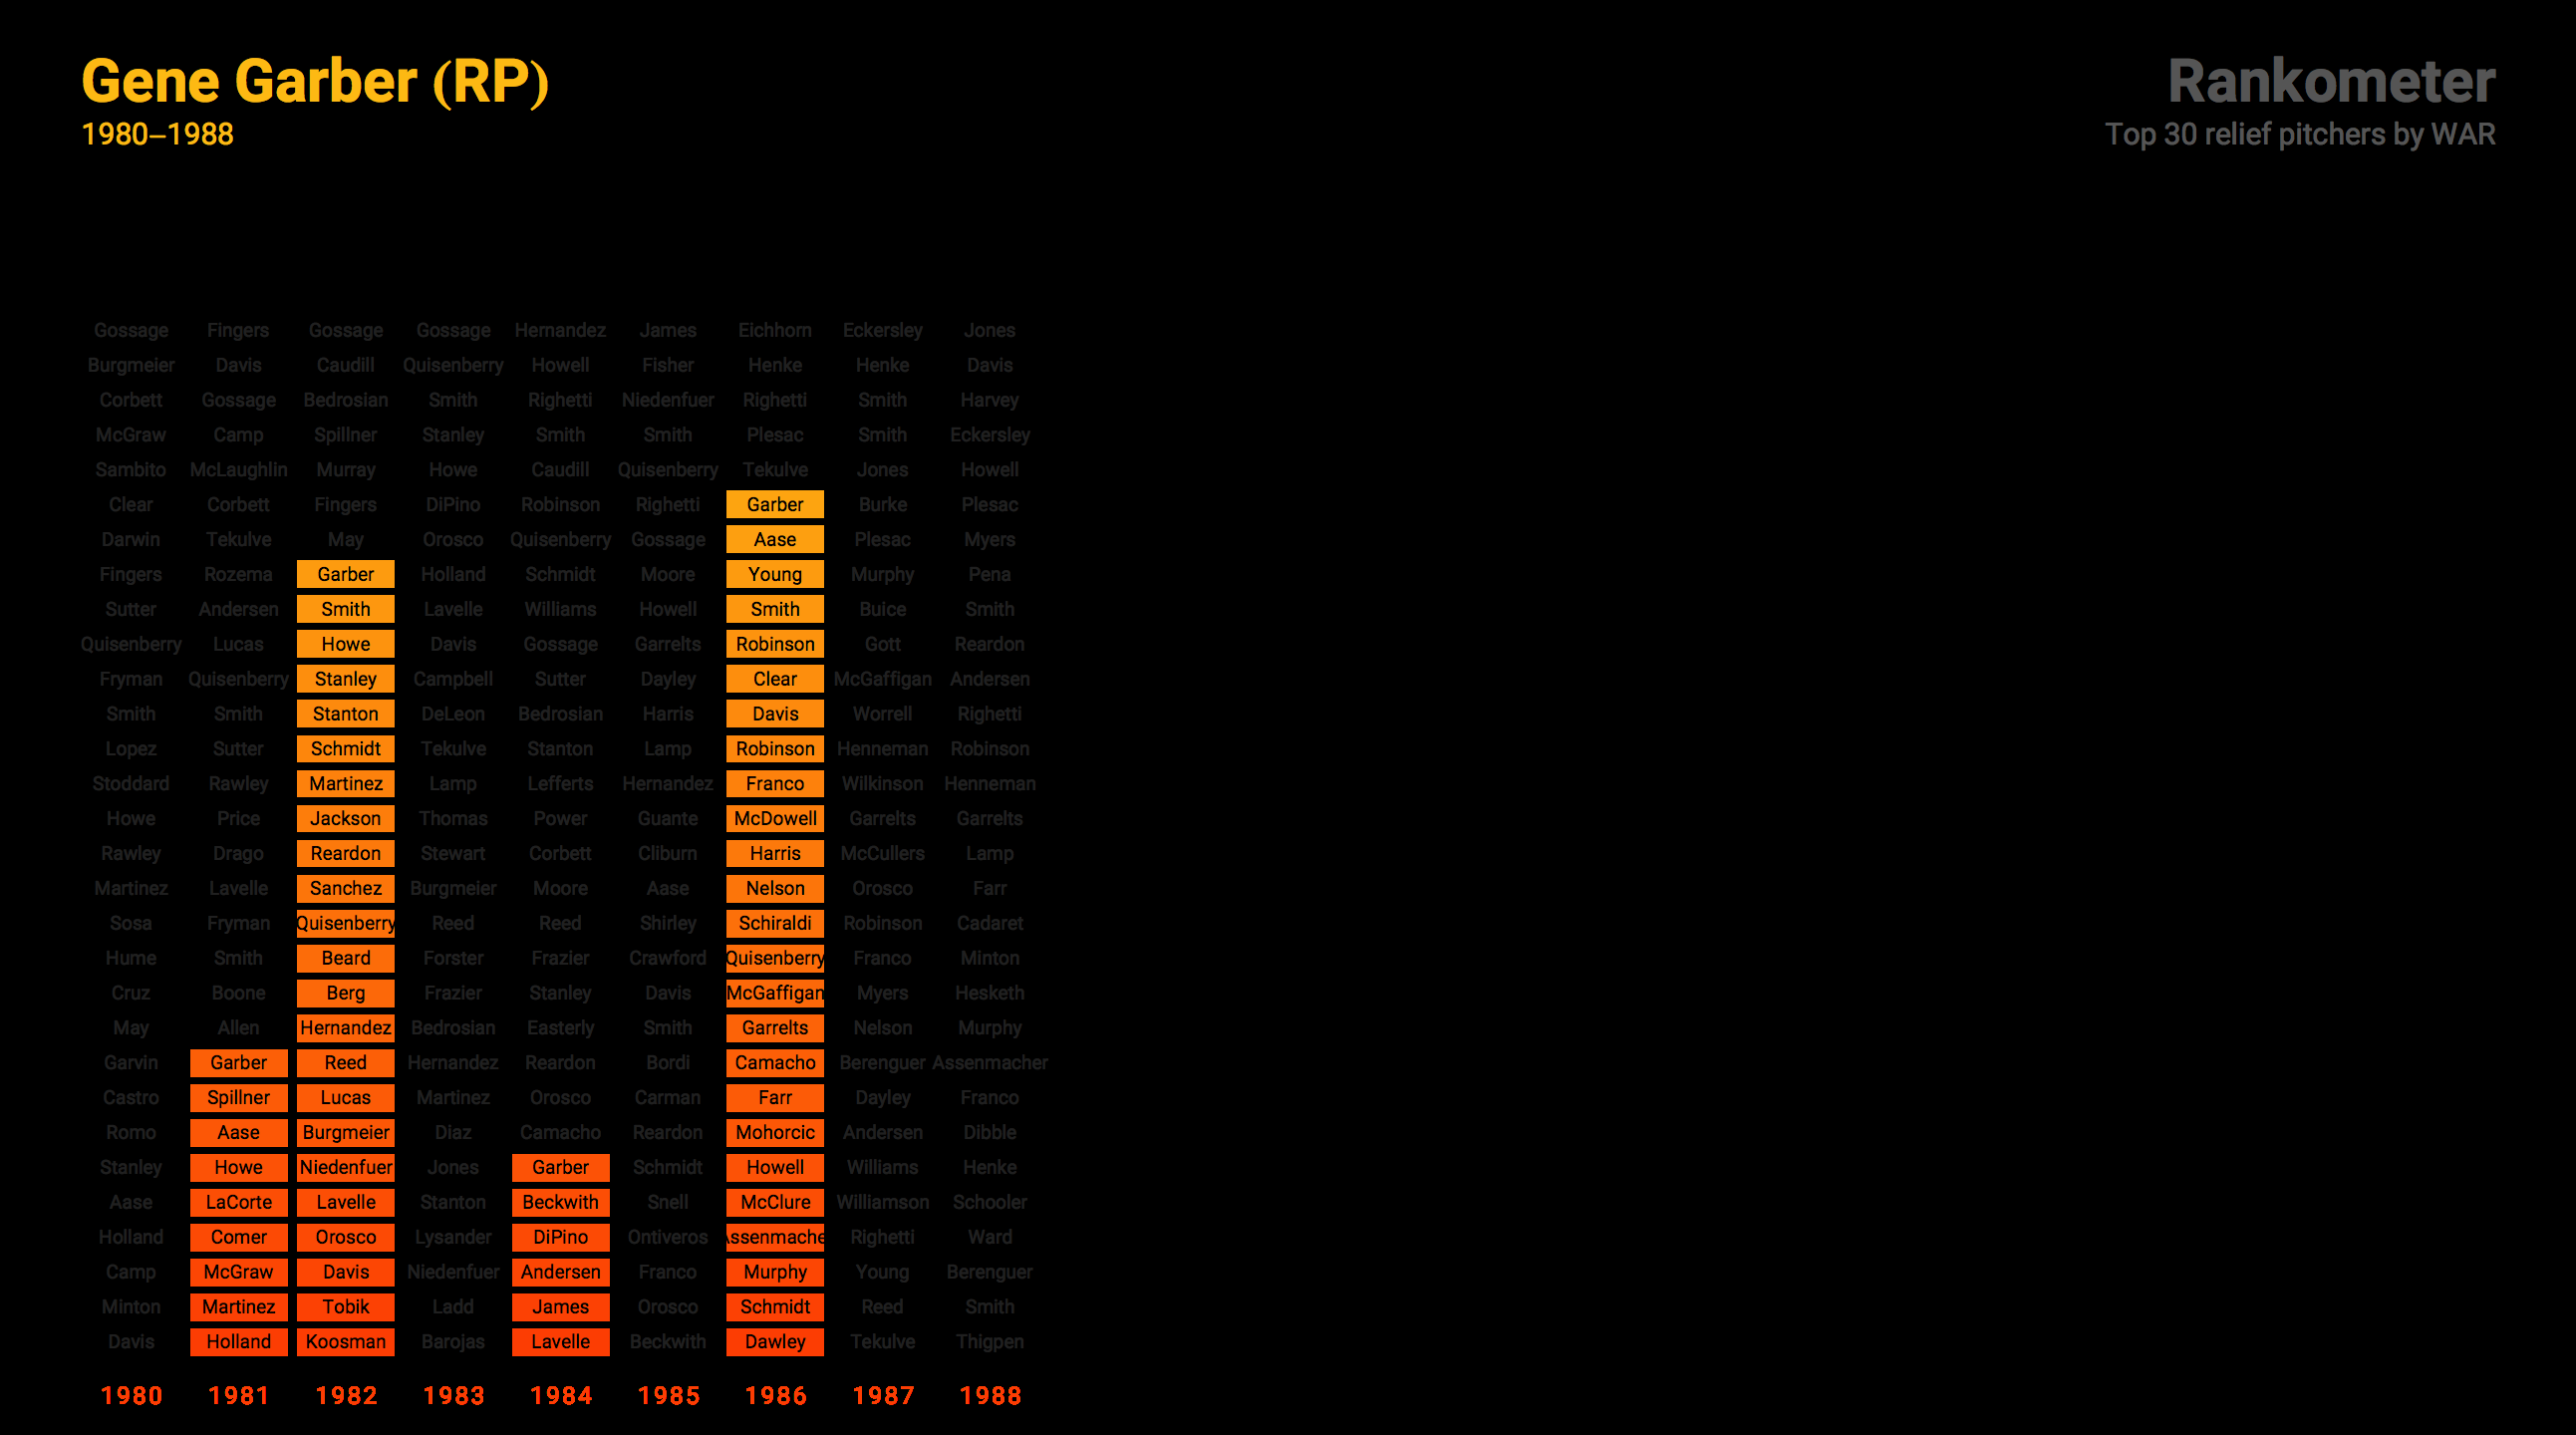 Gene Garber (RP)
1980–1988
Rankometer
Top 30 relief pitchers by WAR
Gossage Fingers Gossage Gossage Hernandez James Eichhorn Eckersley Jones
Burgmeier Davis Caudill Quisenberry Howell Fisher Henke Henke Davis
Corbett Gossage Bedrosian Smith Righetti Niedenfuer Righetti Smith Harvey
McGraw Camp Spillner Stanley Smith Smith Plesac Smith Eckersley
Sambito McLaughlin Murray Howe Caudill Quisenberry Tekulve Jones Howell
Clear Corbett Fingers DiPino Robinson Righetti Garber Burke Plesac
Darwin Tekulve May Orosco Quisenberry Gossage Aase Plesac Myers
Fingers Rozema Garber Holland Schmidt Moore Young Murphy Pena
Sutter Andersen Smith Lavelle Williams Howell Smith Buice Smith
Quisenberry Lucas Howe Davis Gossage Garrelts Robinson Gott Reardon
Fryman Quisenberry Stanley Campbell Sutter Dayley Clear McGaffigan Andersen
Smith Smith Stanton DeLeon Bedrosian Harris Davis Worrell Righetti
Lopez Sutter Schmidt Tekulve Stanton Lamp Robinson Henneman Robinson
Stoddard Rawley Martinez Lamp Lefferts Hernandez Franco Wilkinson Henneman
Howe Price Jackson Thomas Power Guante McDowell Garrelts Garrelts
Rawley Drago Reardon Stewart Corbett Cliburn Harris McCullers Lamp
Martinez Lavelle Sanchez Burgmeier Moore Aase Nelson Orosco Farr
Sosa Fryman Quisenberry Reed Reed Shirley Schiraldi Robinson Cadaret
Hume Smith Beard Forster Frazier Crawford Quisenberry Franco Minton
Cruz Boone Berg Frazier Stanley Davis McGaffigan Myers Hesketh
May Allen Hernandez Bedrosian Easterly Smith Garrelts Nelson Murphy
Garvin Garber Reed Hernandez Reardon Bordi Camacho Berenguer Assenmacher
Castro Spillner Lucas Martinez Orosco Carman Farr Dayley Franco
Romo Aase Burgmeier Diaz Camacho Reardon Mohorcic Andersen Dibble
Stanley Howe Niedenfuer Jones Garber Schmidt Howell Williams Henke
Aase LaCorte Lavelle Stanton Beckwith Snell McClure Williamson Schooler
Holland Comer Orosco Lysander DiPino Ontiveros Assenmache Righetti Ward
Camp McGraw Davis Niedenfuer Andersen Franco Murphy Young Berenguer
Minton Martinez Tobik Ladd James Orosco Schmidt Reed Smith
Davis Holland Koosman Barojas Lavelle Beckwith Dawley Tekulve Thigpen
1980 1981 1982 1983 1984 1985 1986 1987 1988